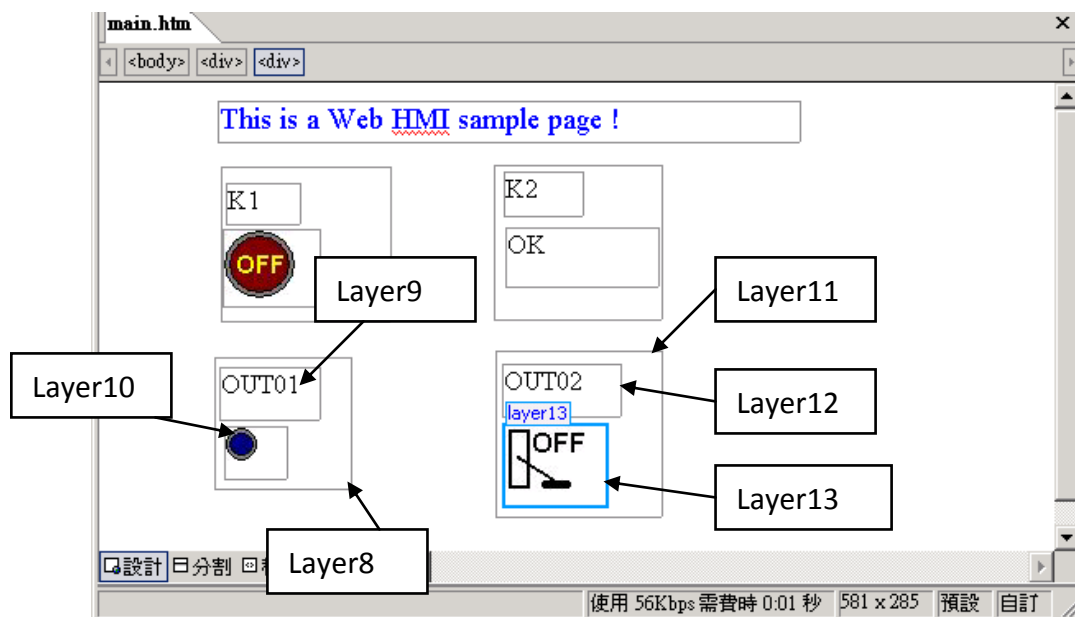 main.htm
<body> <div> <div>
This is a Web HMI sample page !
K1
K2
OFF
OK
Layer9
Layer11
Layer10
OUT01
OUT02
Layer12
layer13
OFF
Layer13
Layer8
設計 分割
使用 56Kbps 需費時 0:01 秒 581 x 285 預設 自訂